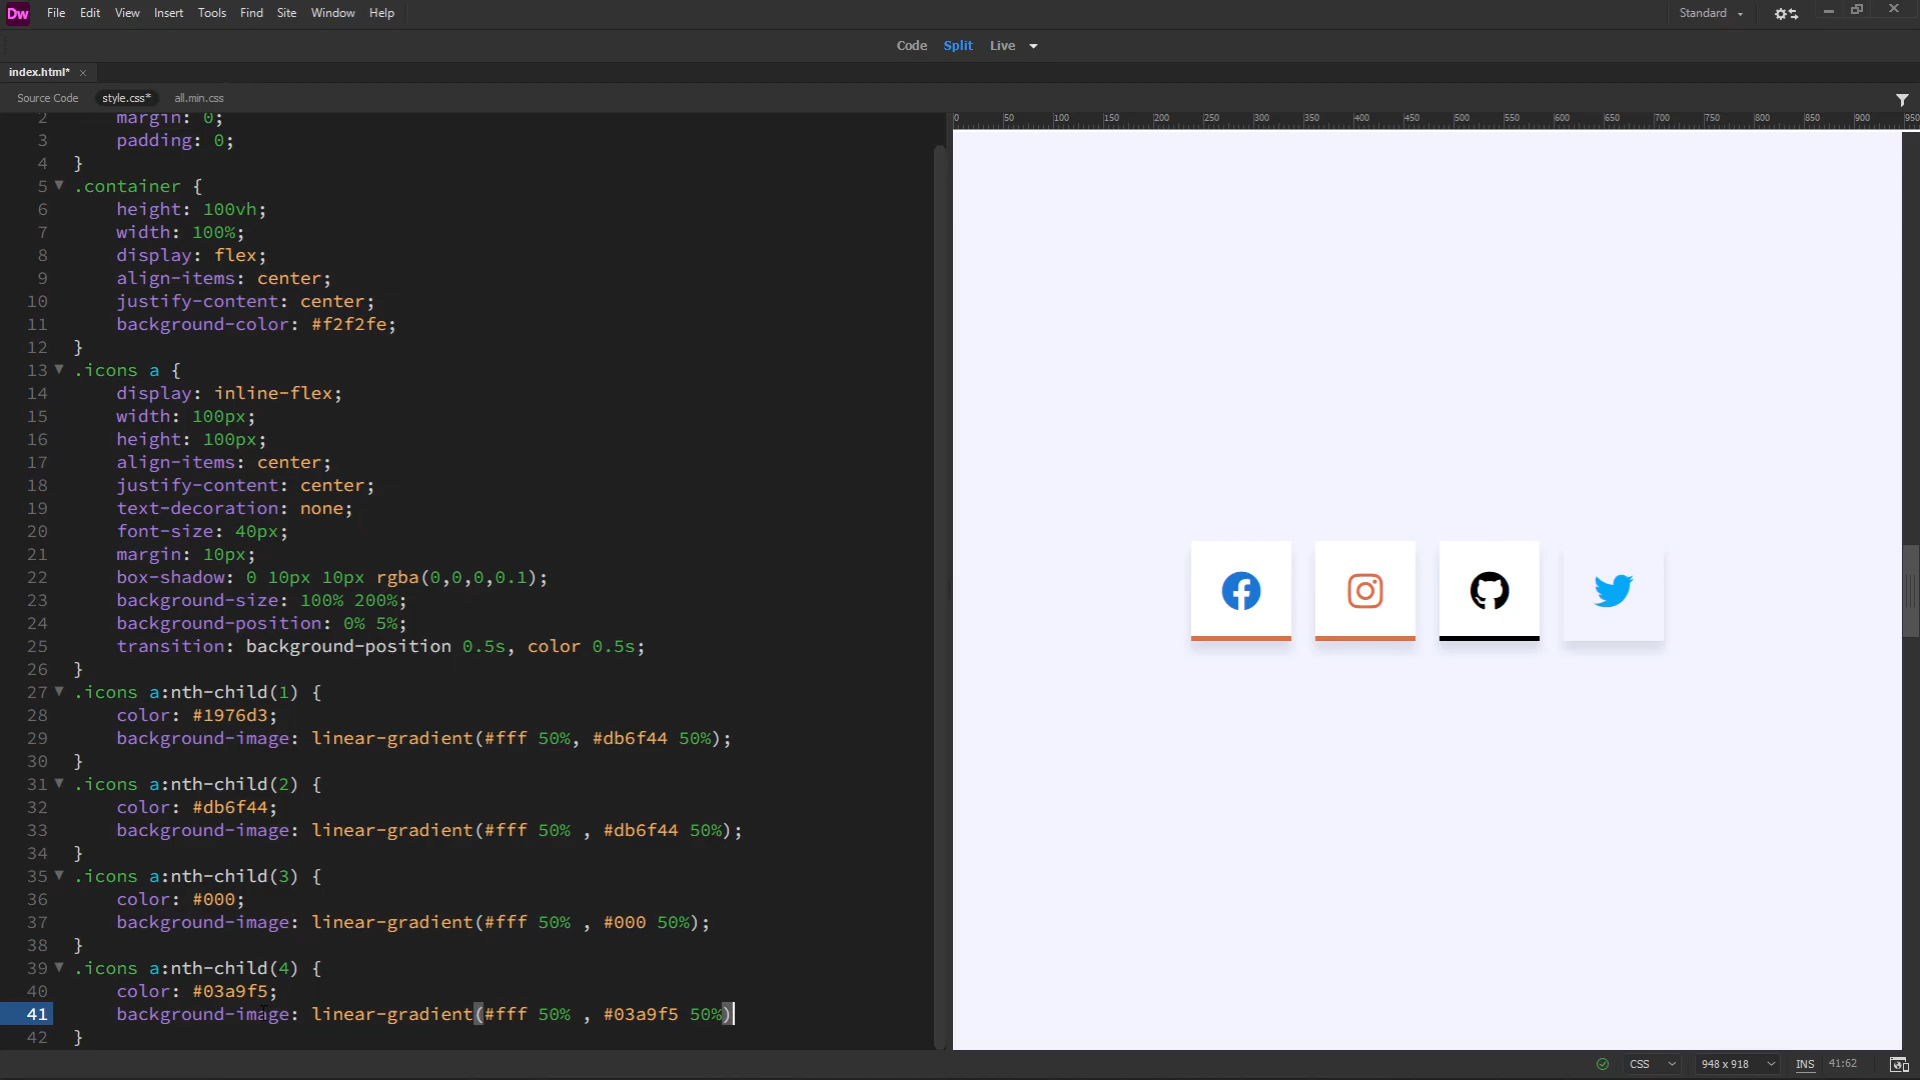 Dw File Edit View Insert Tools Find Site Window Help Standard
Code Split Live
index.html*
Source Code style.css* all.min.css
0 50 100 150 200 250 300 350 400 450 500 550 600 650 700 750 800 850 900 950
2 margin: 0;
3 padding: 0;
4 }
5 .container {
6 height: 100vh;
7 width: 100%;
8 display: flex;
9 align-items: center;
10 justify-content: center;
11 background-color: #f2f2fe;
12 }
13 .icons a {
14 display: inline-flex;
15 width: 100px;
16 height: 100px;
17 align-items: center;
18 justify-content: center;
19 text-decoration: none;
20 font-size: 40px;
21 margin: 10px;
22 box-shadow: 0 10px 10px rgba(0,0,0,0.1);
23 background-size: 100% 200%;
24 background-position: 0% 5%;
25 transition: background-position 0.5s, color 0.5s;
26 }
27 .icons a:nth-child(1) {
28 color: #1976d3;
29 background-image: linear-gradient(#fff 50%, #db6f44 50%);
30 }
31 .icons a:nth-child(2) {
32 color: #db6f44;
33 background-image: linear-gradient(#fff 50% , #db6f44 50%);
34 }
35 .icons a:nth-child(3) {
36 color: #000;
37 background-image: linear-gradient(#fff 50% , #000 50%);
38 }
39 .icons a:nth-child(4) {
40 color: #03a9f5;
41 background-image: linear-gradient(#fff 50% , #03a9f5 50%)
42 }
CSS 948 x 918 INS 41:62